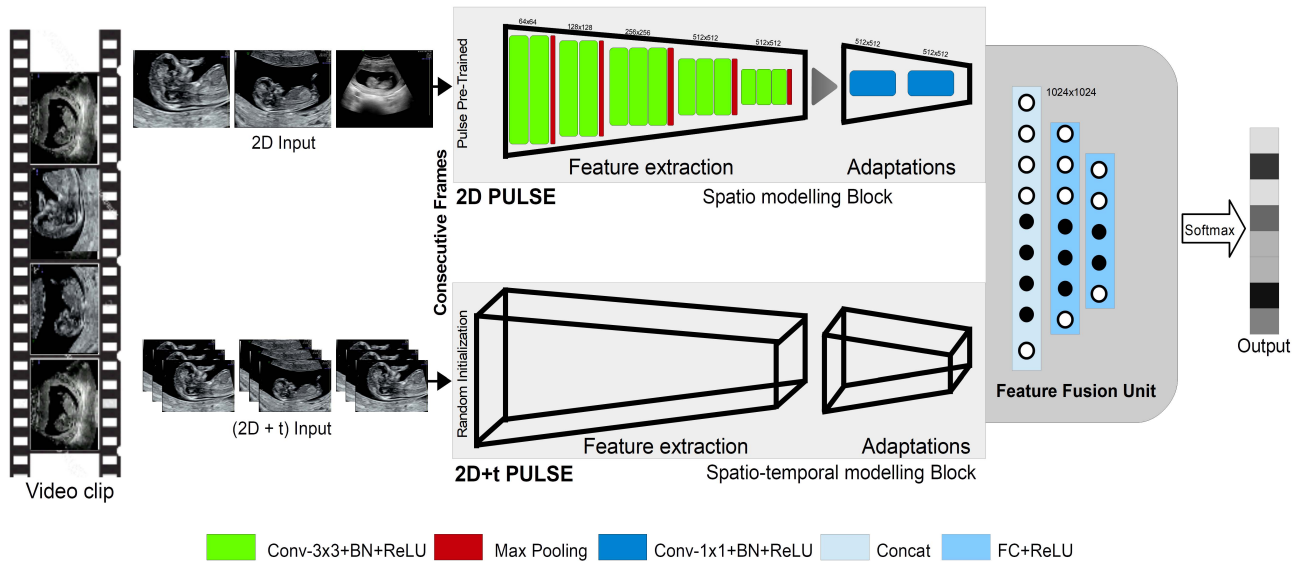 Video clip
2D Input
(2D + t) Input
Consecutive Frames
Pulse Pre-Trained
64x64
128x128
256x256
512x512
512x512
512x512
512x512
Feature extraction
Adaptations
2D PULSE
Spatio modelling Block
Random Initialization
Feature extraction
Adaptations
2D+t PULSE
Spatio-temporal modelling Block
1024x1024
Feature Fusion Unit
Softmax
Output
Conv-3x3+BN+ReLU
Max Pooling
Conv-1x1+BN+ReLU
Concat
FC+ReLU